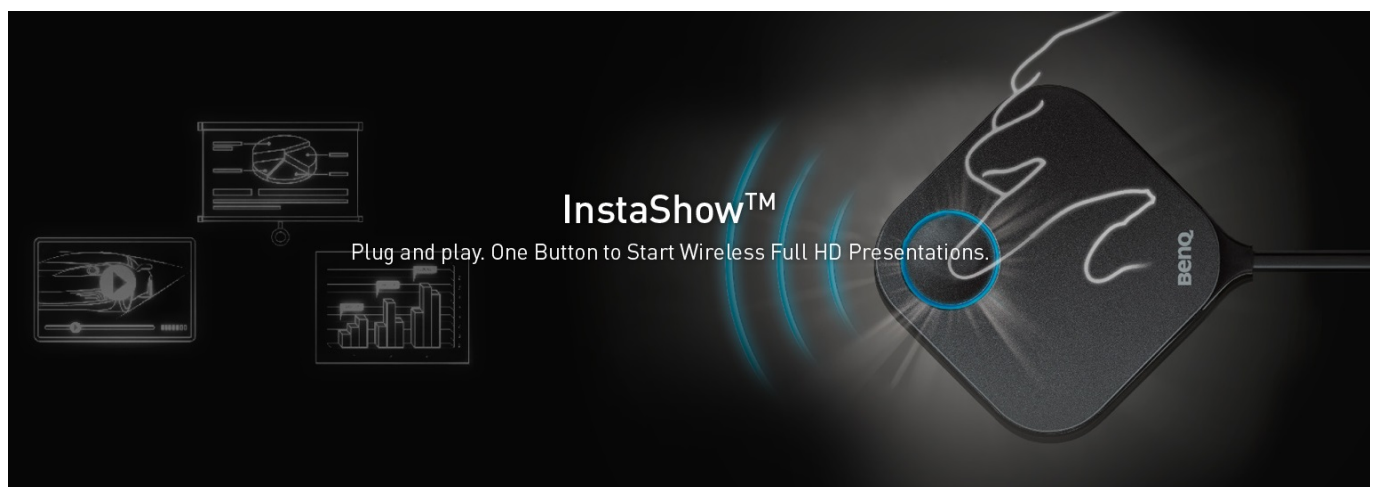 InstaShow™
Plug and play. One Button to Start Wireless Full HD Presentations.
BenQ